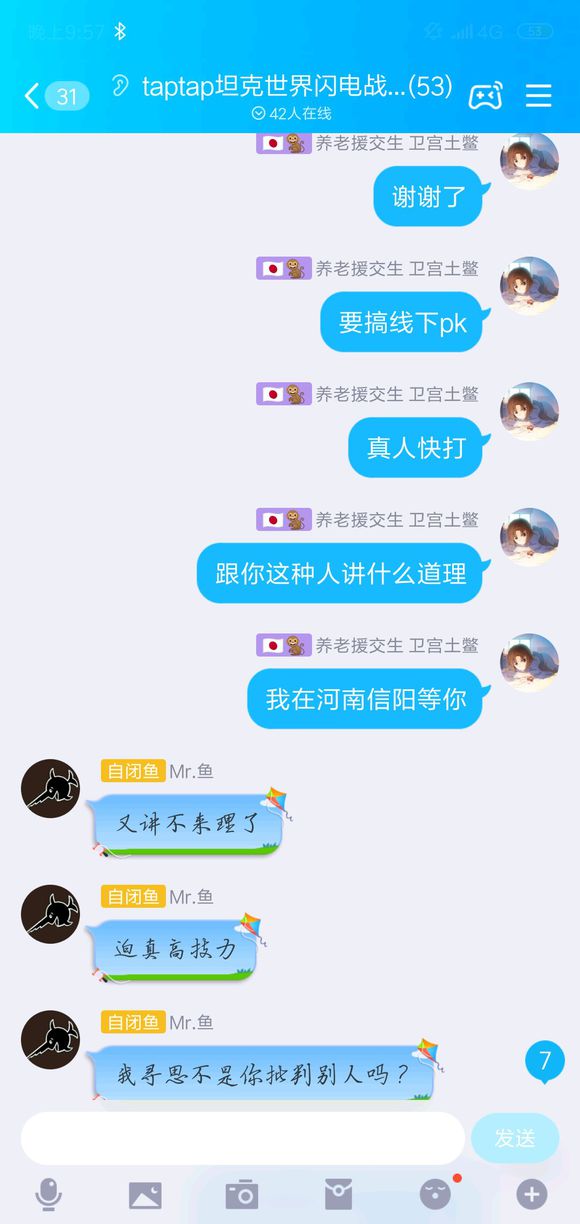 晚上9:57
4G
53
31
taptap坦克世界闪电战...(53)
42人在线
养老援交生 卫宫土鳖
谢谢了
养老援交生 卫宫土鳖
要搞线下pk
养老援交生 卫宫土鳖
真人快打
养老援交生 卫宫土鳖
跟你这种人讲什么道理
养老援交生 卫宫土鳖
我在河南信阳等你
自闭鱼 Mr.鱼
又讲不来理了
自闭鱼 Mr.鱼
迫真高技力
自闭鱼 Mr.鱼
我寻思不是你批判别人吗？
7
发送